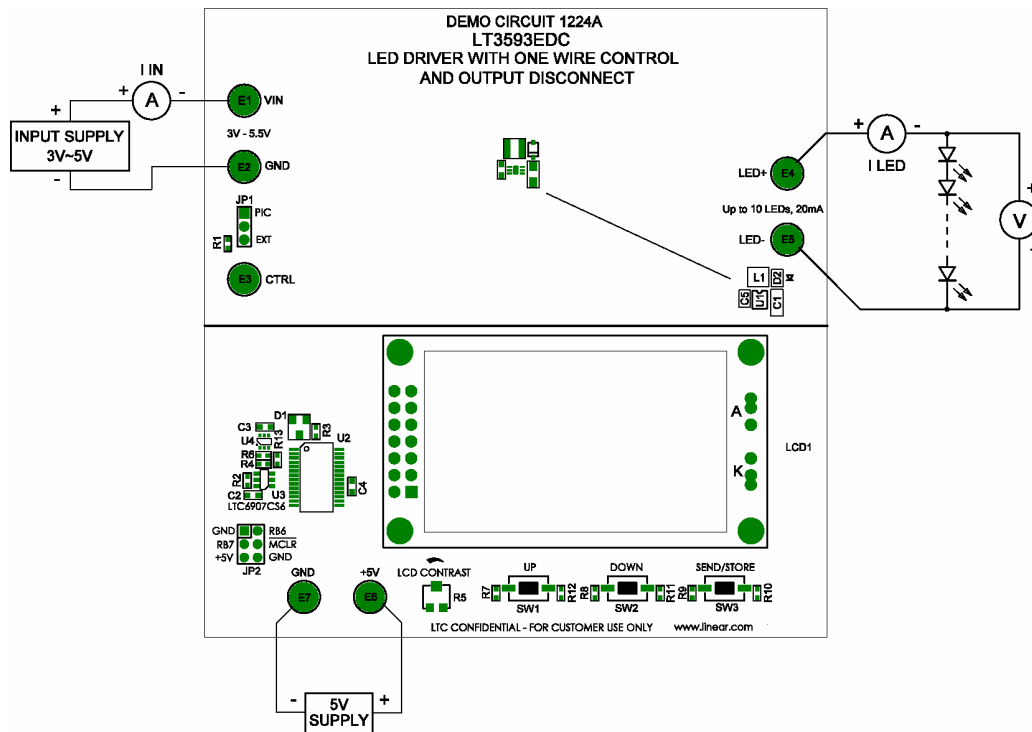 DEMO CIRCUIT 1224A
LT3593EDC
LED DRIVER WITH ONE WIRE CONTROL
AND OUTPUT DISCONNECT
I IN
+ A -
+
INPUT SUPPLY
3V~5V
-
E1 VIN
3V - 5.5V
E2 GND
JP1
PIC
EXT
R1
E3 CTRL
LED+ E4
Up to 10 LEDs, 20mA
LED- E5
+ A -
I LED
+
V
-
L1 D2
C5 U1 C1
A
K
LCD1
D1
C3
R3
U4
R13
U2
R6
R4
R2
C4
C2 U3
LTC6907CS6
GND RB6
RB7 MCLR
+5V GND
JP2
GND +5V
E7 E6
LCD CONTRAST
R5
UP DOWN SEND/STORE
R7 R12 R8 R11 R9 R10
SW1 SW2 SW3
LTC CONFIDENTIAL - FOR CUSTOMER USE ONLY www.linear.com
- 5V +
SUPPLY